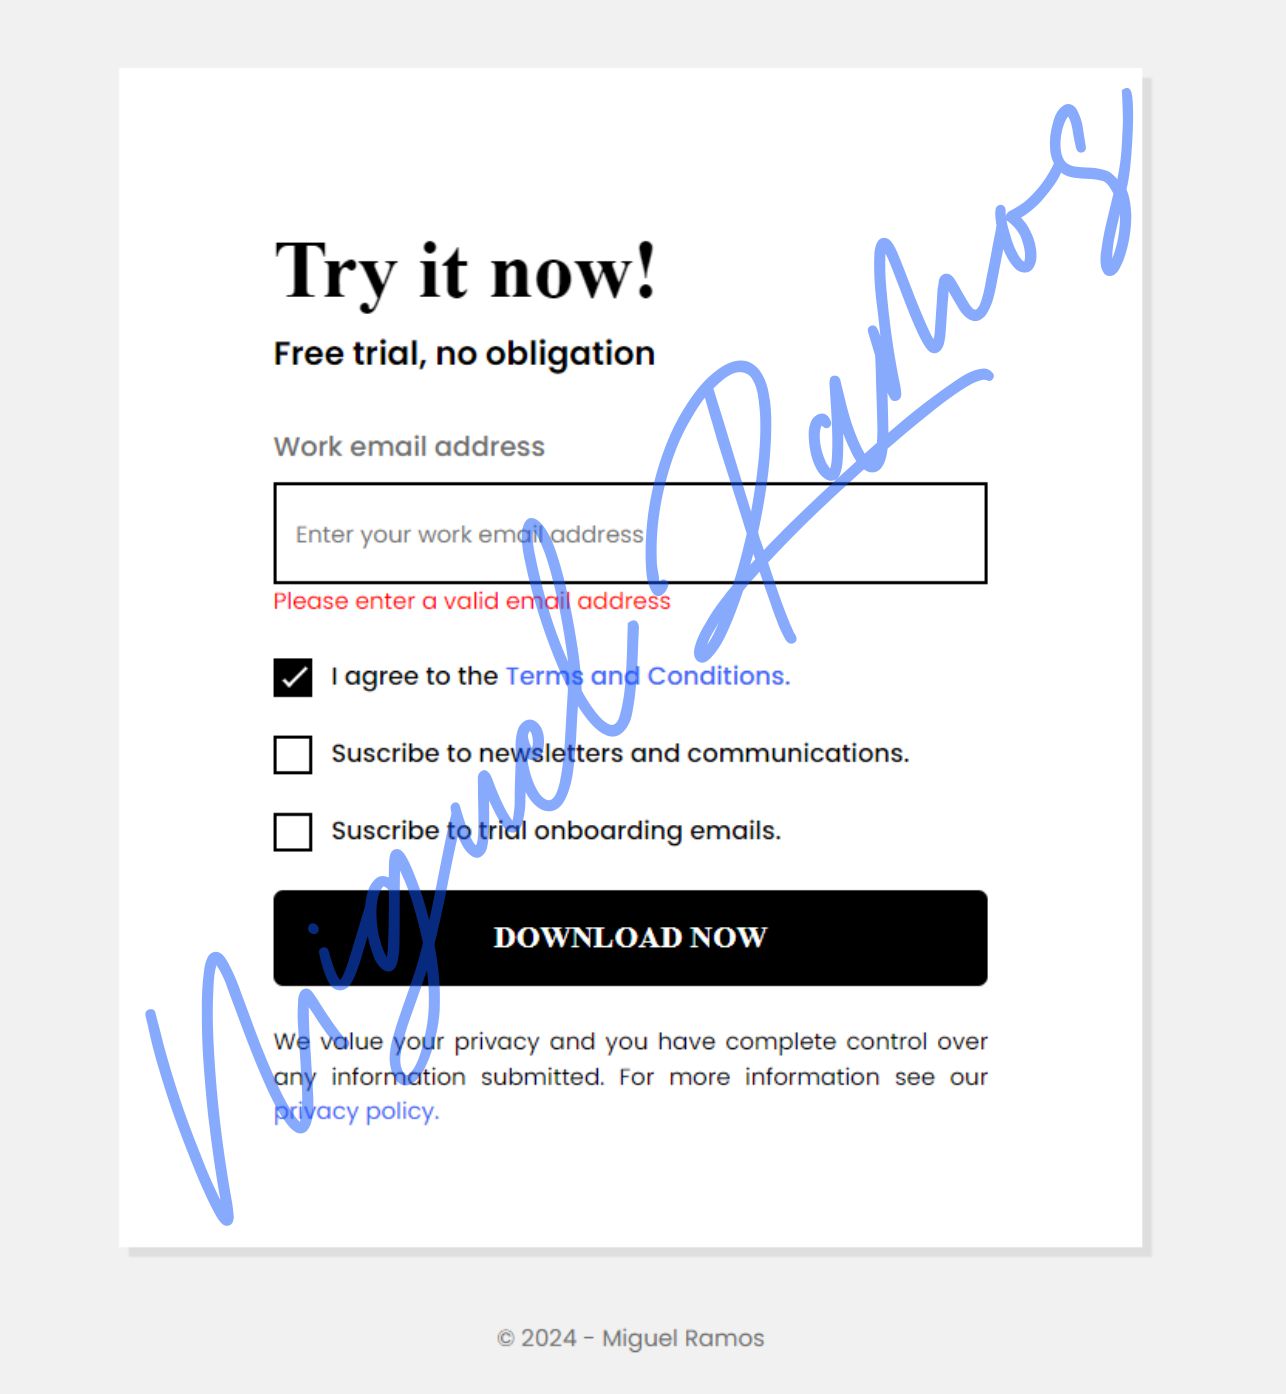 Try it now!
Free trial, no obligation
Work email address
Enter your work email address
Please enter a valid email address
I agree to the Terms and Conditions.
Suscribe to newsletters and communications.
Suscribe to trial onboarding emails.
DOWNLOAD NOW
We value your privacy and you have complete control over
any information submitted. For more information see our
privacy policy.
Miguel Ramos
© 2024 - Miguel Ramos